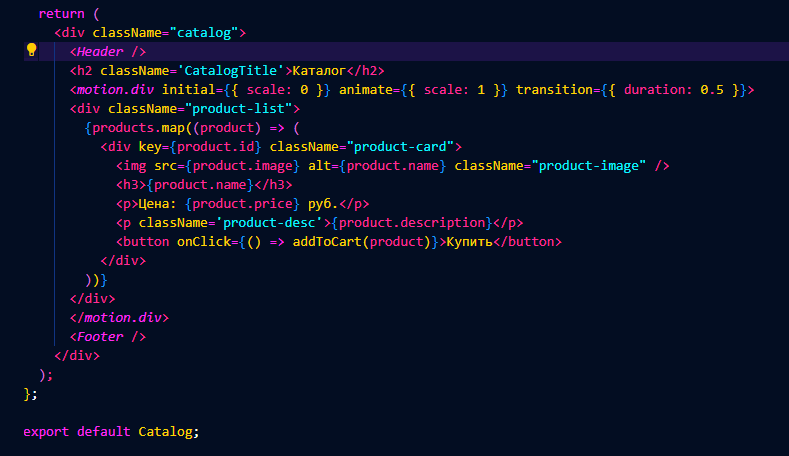 return (
<div className="catalog">
<Header />
<h2 className='CatalogTitle'>Каталог</h2>
<motion.div initial={{ scale: 0 }} animate={{ scale: 1 }} transition={{ duration: 0.5 }}>
<div className="product-list">
{products.map((product) => (
<div key={product.id} className="product-card">
<img src={product.image} alt={product.name} className="product-image" />
<h3>{product.name}</h3>
<p>Цена: {product.price} руб.</p>
<p className='product-desc'>{product.description}</p>
<button onClick={() => addToCart(product)}>Купить</button>
</div>
))}
</div>
</motion.div>
<Footer />
</div>
);
};
export default Catalog;